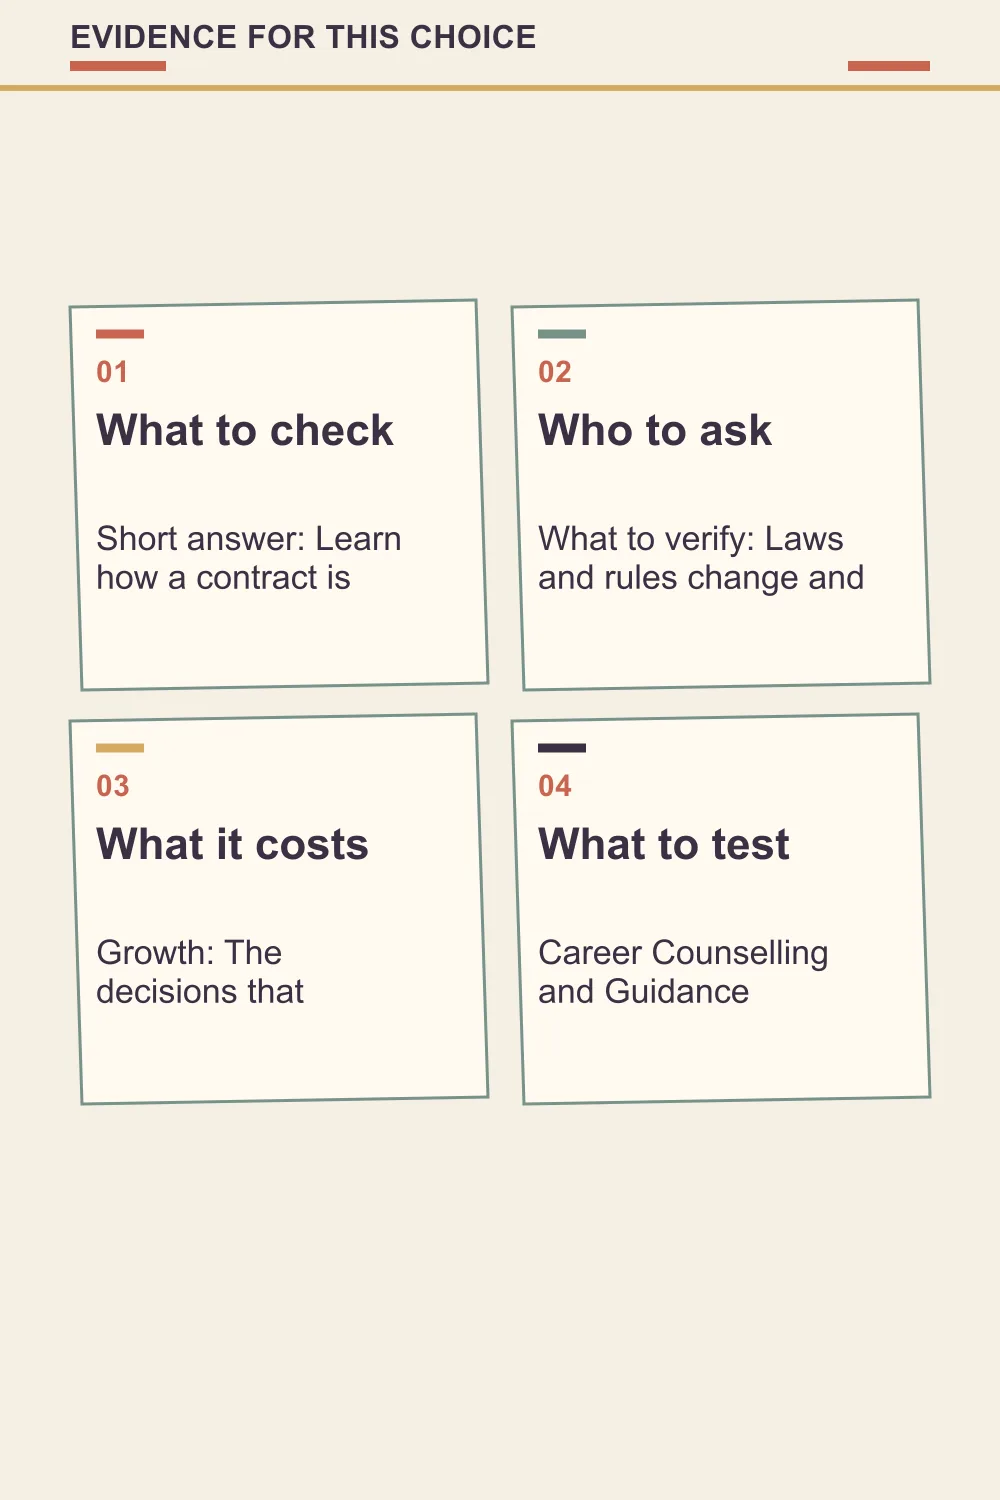 EVIDENCE FOR THIS CHOICE
01
What to check
Short answer: Learn
how a contract is
02
Who to ask
What to verify: Laws
and rules change and
03
What it costs
Growth: The
decisions that
04
What to test
Career Counselling
and Guidance